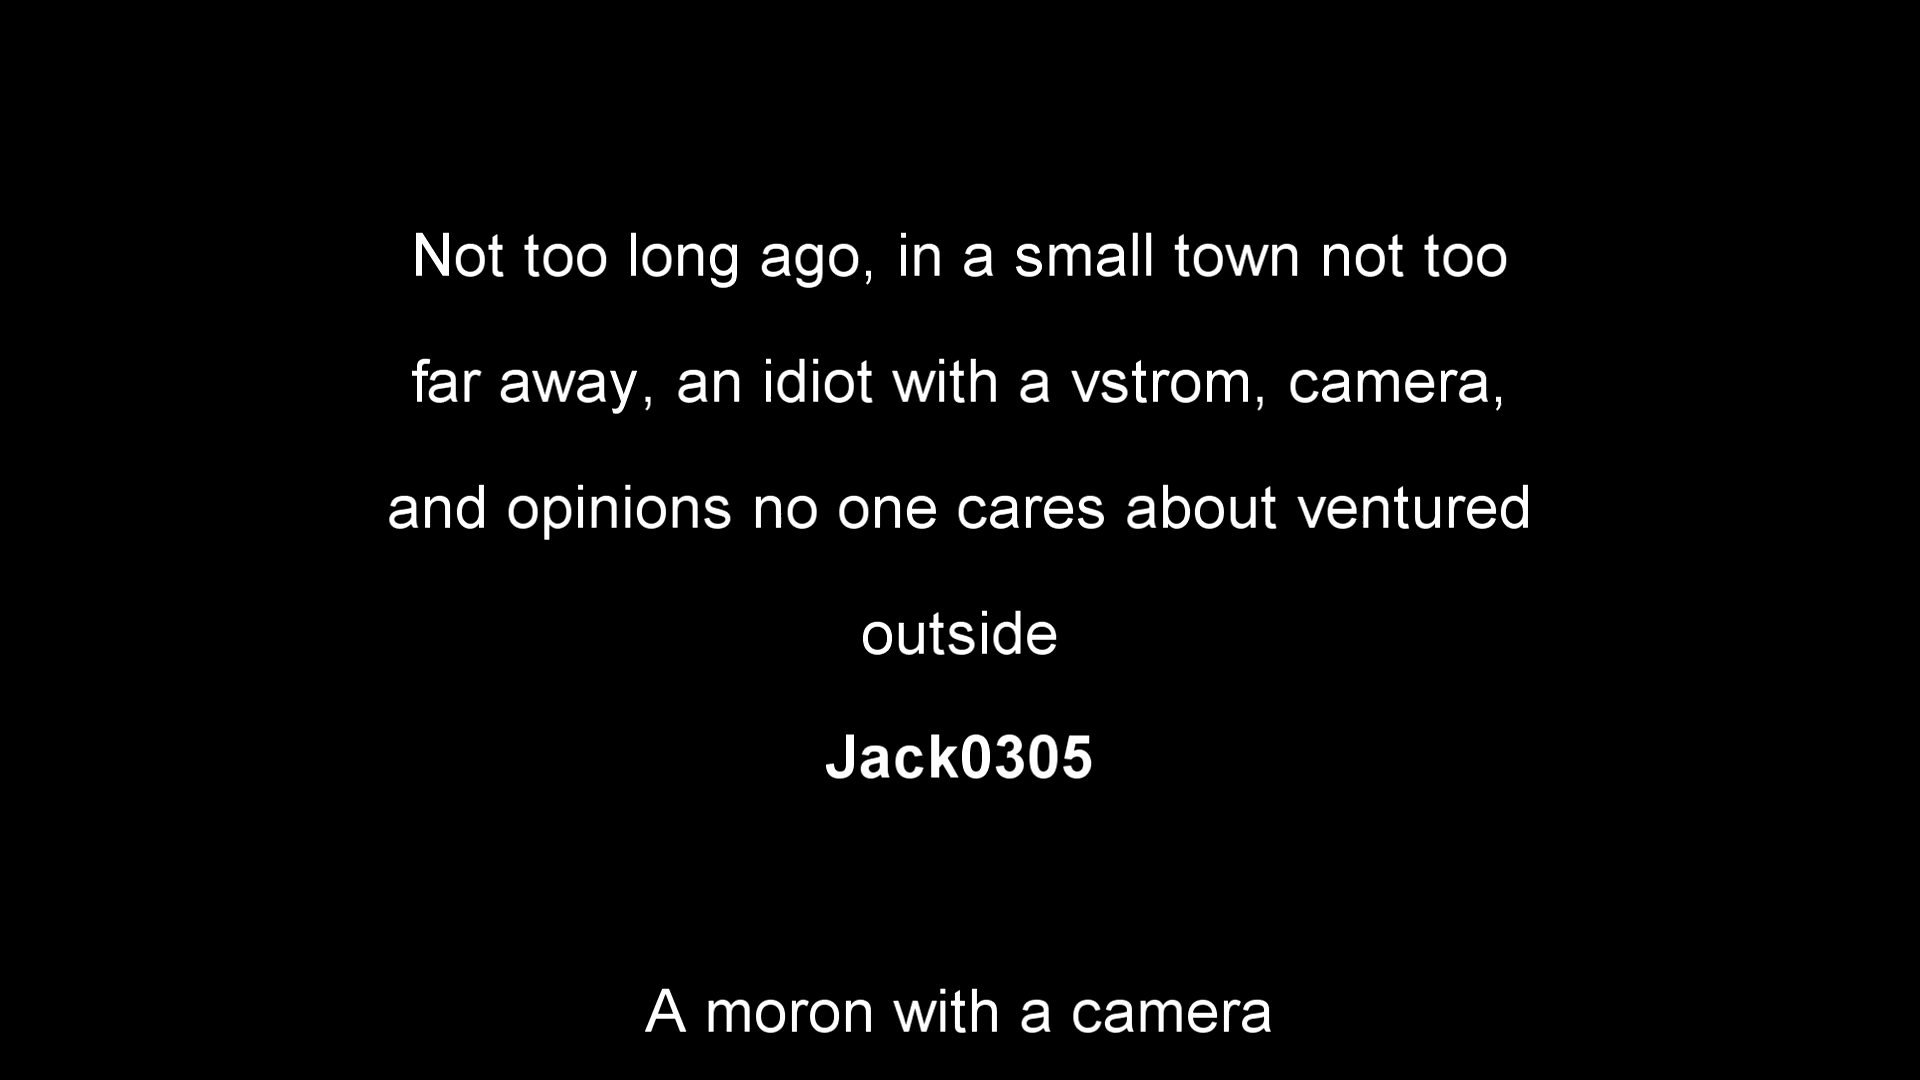 Not too long ago, in a small town not too
far away, an idiot with a vstrom, camera,
and opinions no one cares about ventured
outside
Jack0305
A moron with a camera